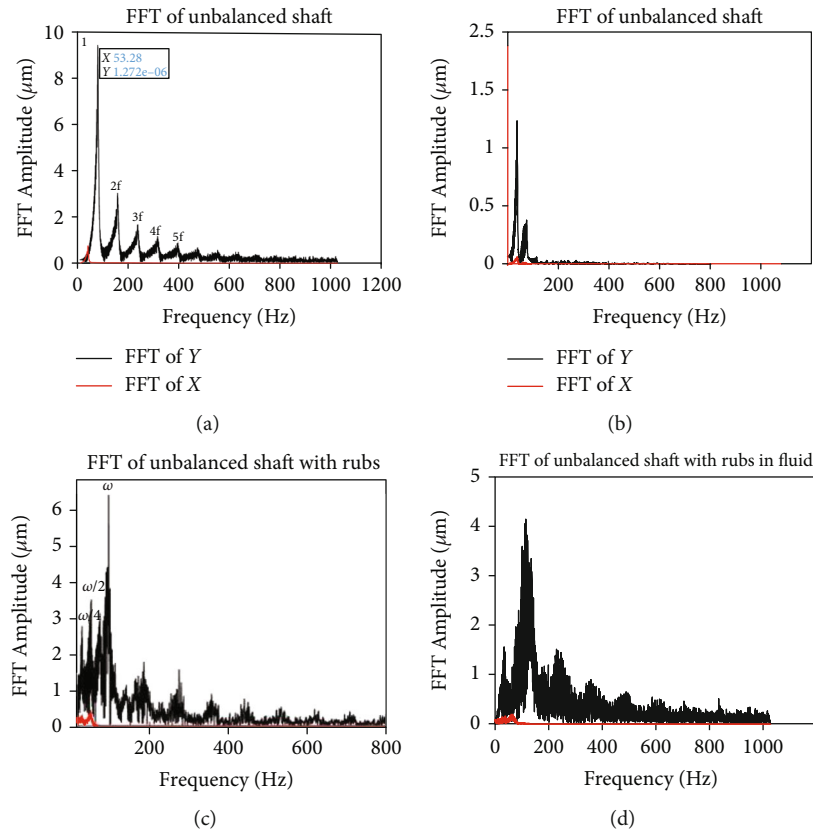 FFT of unbalanced shaft
10
8
6
4
2
0
FFT Amplitude (μm)
1
X 53.28
Y 1.272e–06
2f
3f
4f
5f
0 200 400 600 800 1000 1200
Frequency (Hz)
FFT of Y
FFT of X
(a)
FFT of unbalanced shaft
2.5
2
1.5
1
0.5
0
FFT Amplitude (μm)
200 400 600 800 1000
Frequency (Hz)
FFT of Y
FFT of X
(b)
FFT of unbalanced shaft with rubs
6
5
4
3
2
1
0
FFT Amplitude (μm)
ω
ω/2
ω/4
200 400 600 800
Frequency (Hz)
(c)
FFT of unbalanced shaft with rubs in fluid
5
4
3
2
1
0
FFT Amplitude (μm)
0 200 400 600 800 1000
Frequency (Hz)
(d)